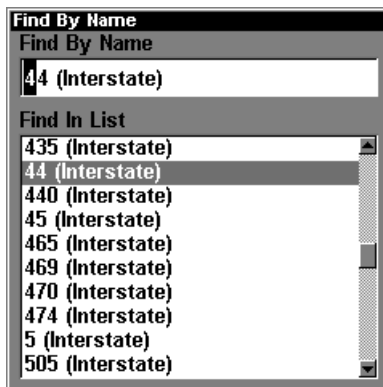 Find By Name
Find By Name
44 (Interstate)
Find In List
435 (Interstate)
44 (Interstate)
440 (Interstate)
45 (Interstate)
465 (Interstate)
469 (Interstate)
470 (Interstate)
474 (Interstate)
5 (Interstate)
505 (Interstate)